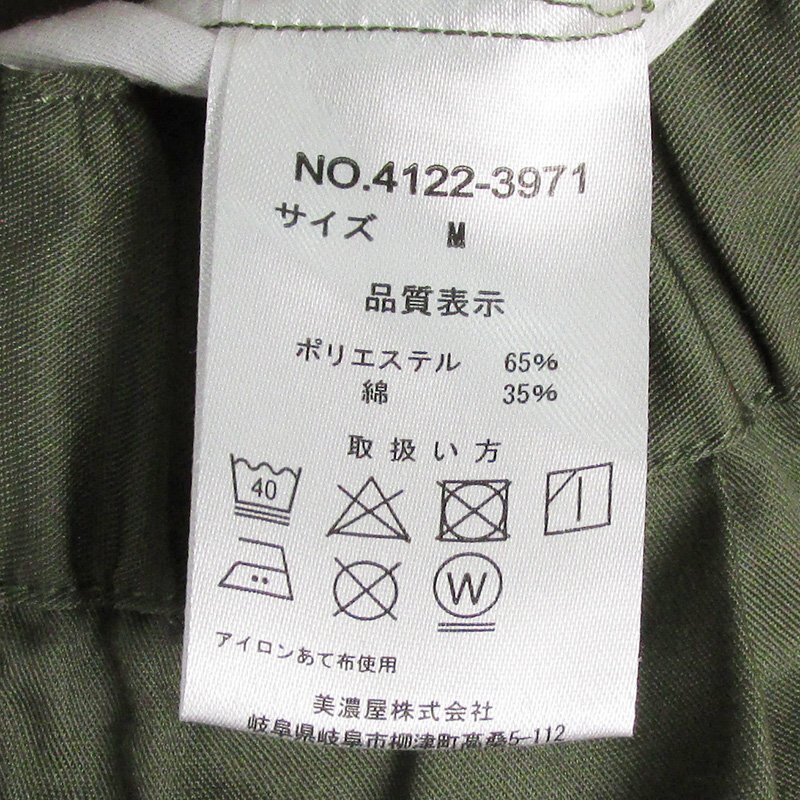 NO.4122-3971
サイズ M
品質表示
ポリエステル 65%
綿 35%
取扱い方
40
W
アイロンあて布使用
美濃屋株式会社
岐阜県岐阜市柳津町高桑5-112